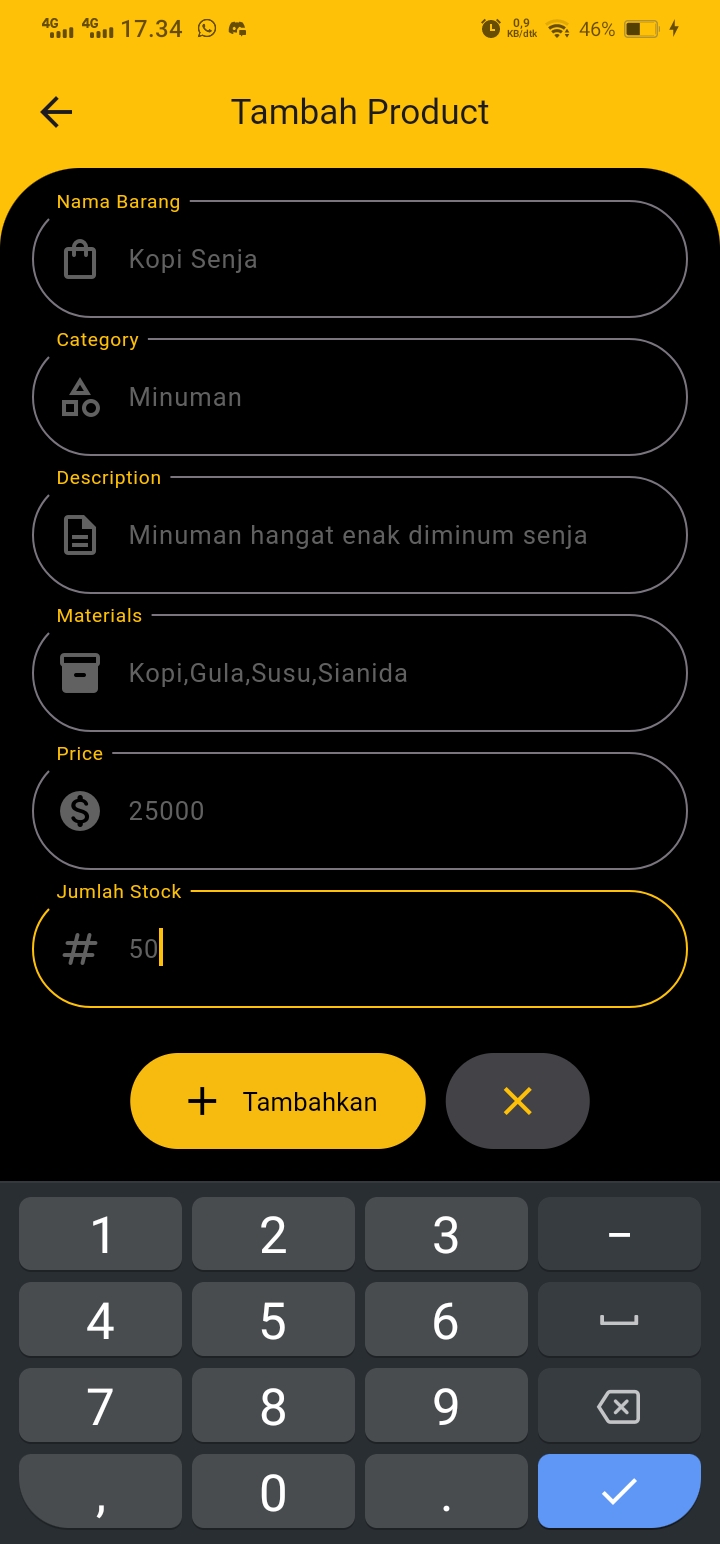 4G 4G 17.34 0,9 KB/dtk 46%
Tambah Product
Nama Barang
Kopi Senja
Category
Minuman
Description
Minuman hangat enak diminum senja
Materials
Kopi,Gula,Susu,Sianida
Price
25000
Jumlah Stock
# 50
+ Tambahkan
1 2 3 –
4 5 6
7 8 9
, 0 .